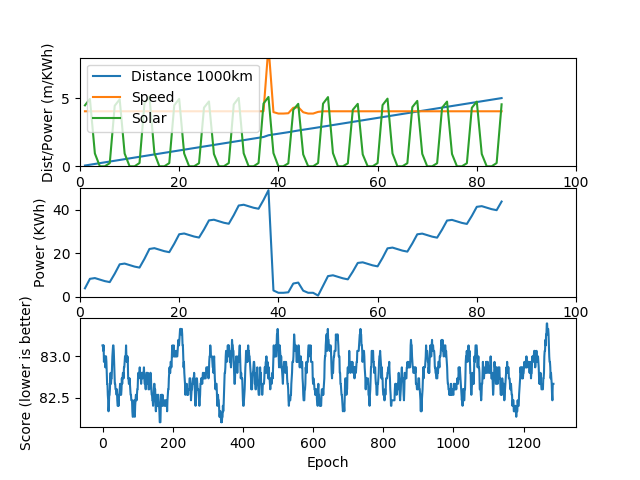 Dist/Power (m/KWh)
5
0
Distance 1000km
Speed
Solar
0 20 40 60 80 100
Power (KWh)
40
20
0
0 20 40 60 80 100
Score (lower is better)
83.0
82.5
0 200 400 600 800 1000 1200
Epoch